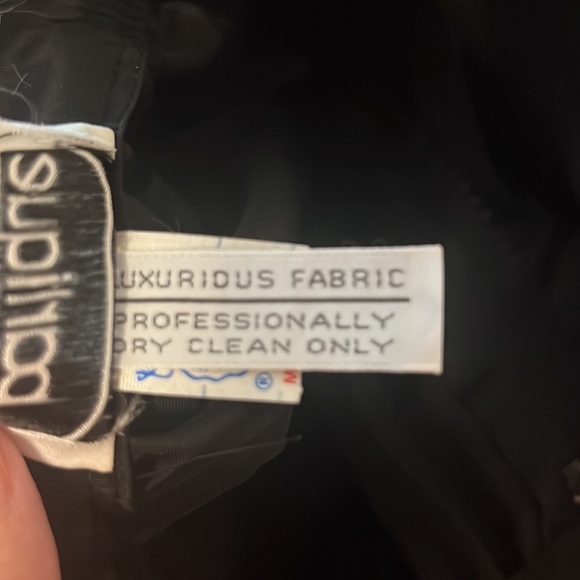 LUXURIOUS FABRIC
PROFESSIONALLY
DRY CLEAN ONLY
®
M